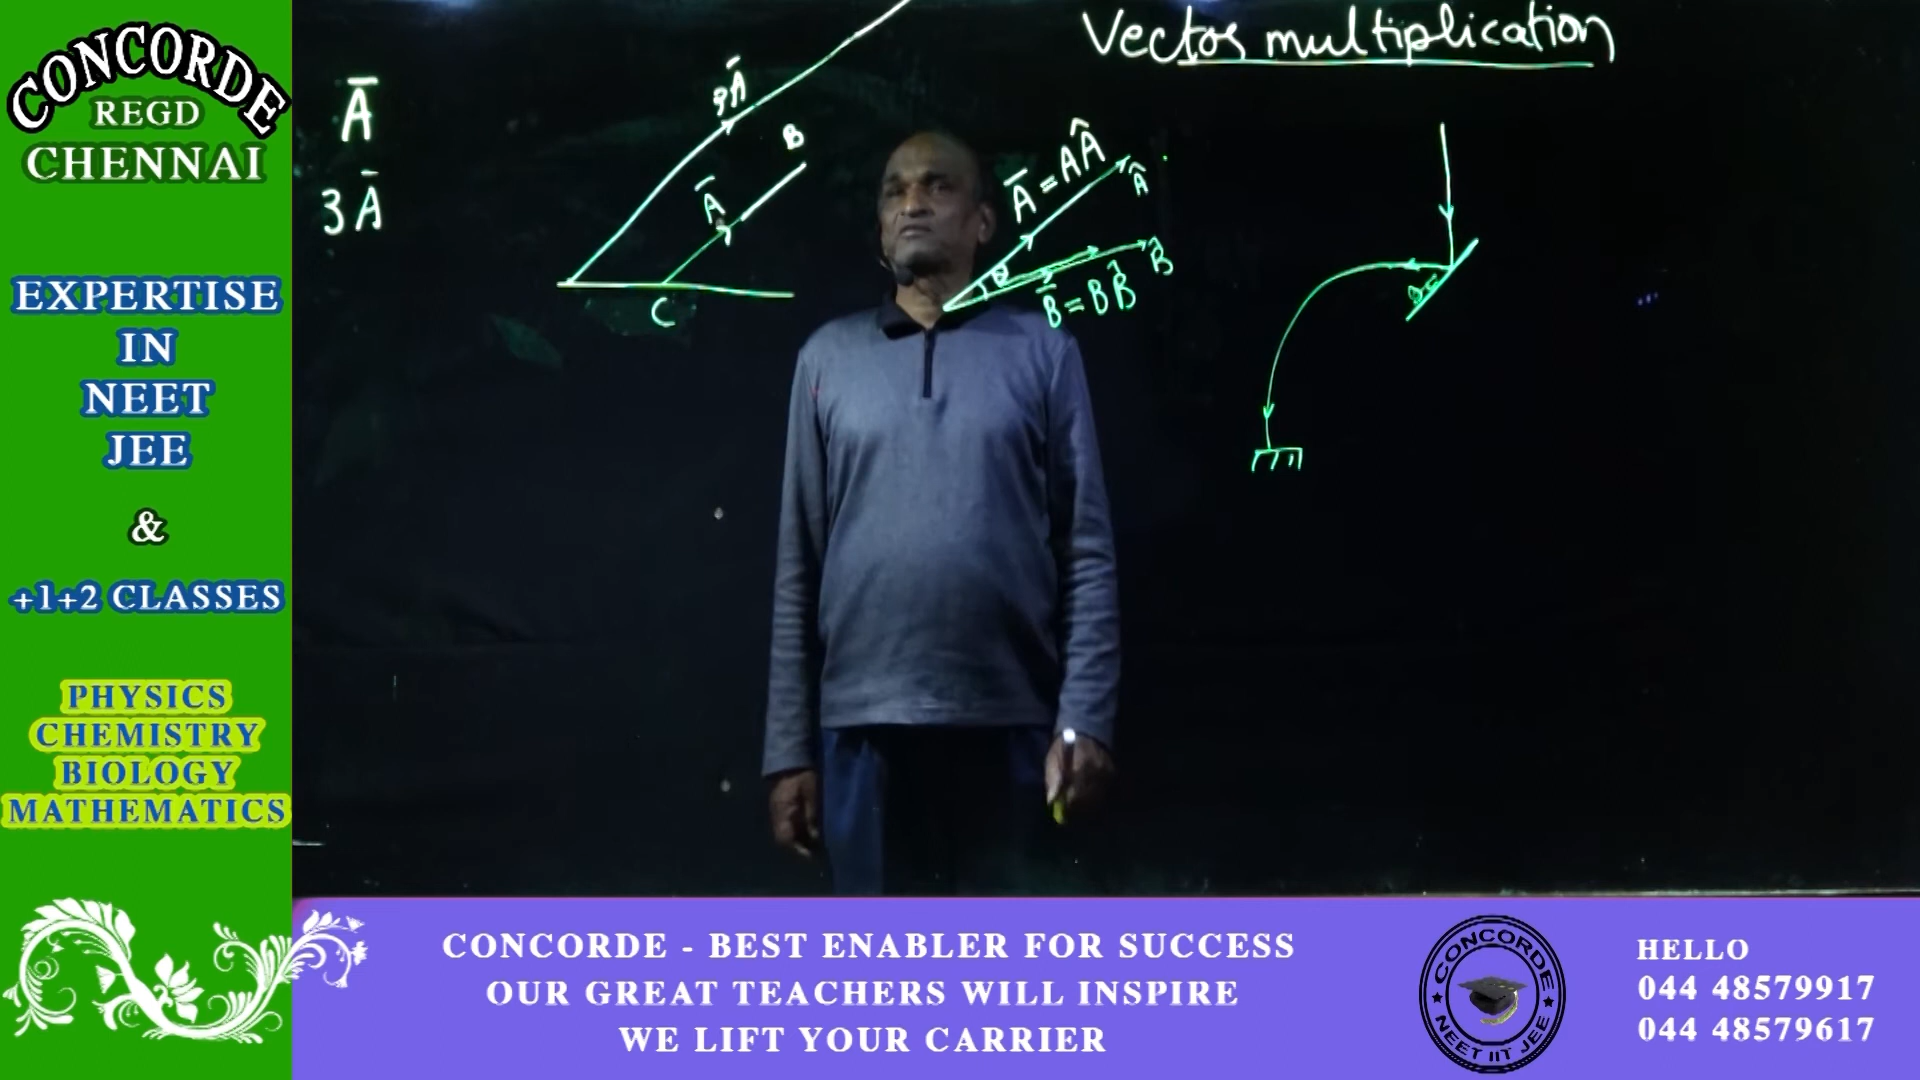 CONCORDE
REGD
CHENNAI
EXPERTISE
IN
NEET
JEE
&
+1+2 CLASSES
PHYSICS
CHEMISTRY
BIOLOGY
MATHEMATICS
Vector multiplication
Ā
3Ā
3Ā
B
Ā
C
Ā = AÂ
Â
θ
B̂
B̄ = BB̂
CONCORDE - BEST ENABLER FOR SUCCESS
OUR GREAT TEACHERS WILL INSPIRE
WE LIFT YOUR CARRIER
CONCORDE
NEET IIT JEE
HELLO
044 48579917
044 48579617